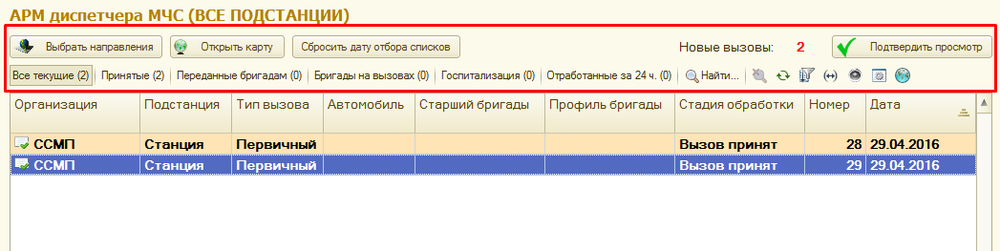 АРМ диспетчера МЧС (ВСЕ ПОДСТАНЦИИ)
Выбрать направления Открыть карту Сбросить дату отбора списков Новые вызовы: 2 Подтвердить просмотр
Все текущие (2) Принятые (2) Переданные бригадам (0) Бригады на вызовах (0) Госпитализация (0) Отработанные за 24 ч. (0) Найти...
Организация Подстанция Тип вызова Автомобиль Старший бригады Профиль бригады Стадия обработки Номер Дата
ССМП Станция Первичный Вызов принят 28 29.04.2016
ССМП Станция Первичный Вызов принят 29 29.04.2016